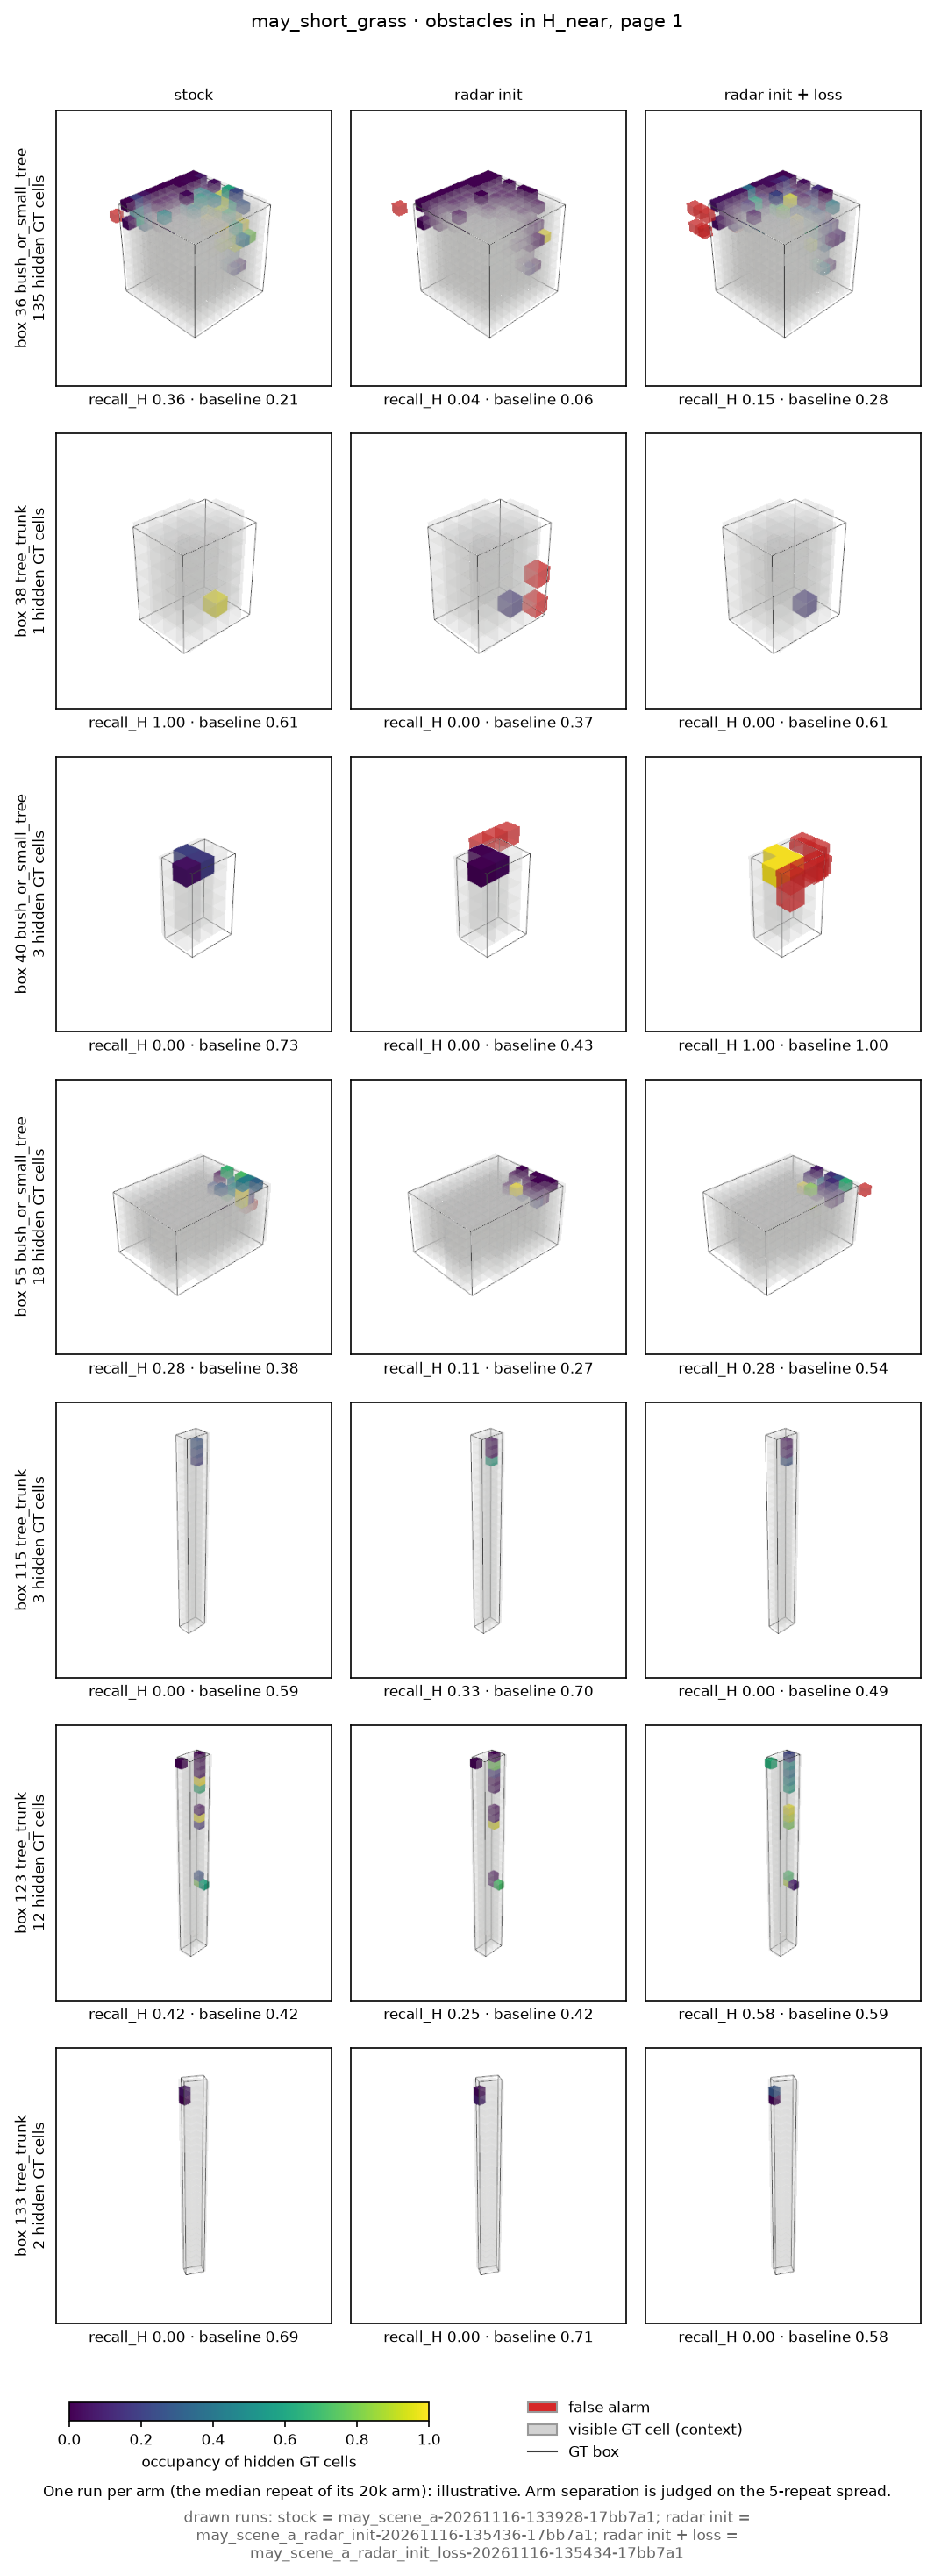 may_short_grass · obstacles in H_near, page 1
stock
radar init
radar init + loss
box 36 bush_or_small_tree
135 hidden GT cells
recall_H 0.36 · baseline 0.21
recall_H 0.04 · baseline 0.06
recall_H 0.15 · baseline 0.28
box 38 tree_trunk
1 hidden GT cells
recall_H 1.00 · baseline 0.61
recall_H 0.00 · baseline 0.37
recall_H 0.00 · baseline 0.61
box 40 bush_or_small_tree
3 hidden GT cells
recall_H 0.00 · baseline 0.73
recall_H 0.00 · baseline 0.43
recall_H 1.00 · baseline 1.00
box 55 bush_or_small_tree
18 hidden GT cells
recall_H 0.28 · baseline 0.38
recall_H 0.11 · baseline 0.27
recall_H 0.28 · baseline 0.54
box 115 tree_trunk
3 hidden GT cells
recall_H 0.00 · baseline 0.59
recall_H 0.33 · baseline 0.70
recall_H 0.00 · baseline 0.49
box 123 tree_trunk
12 hidden GT cells
recall_H 0.42 · baseline 0.42
recall_H 0.25 · baseline 0.42
recall_H 0.58 · baseline 0.59
box 133 tree_trunk
2 hidden GT cells
recall_H 0.00 · baseline 0.69
recall_H 0.00 · baseline 0.71
recall_H 0.00 · baseline 0.58
0.0 0.2 0.4 0.6 0.8 1.0
occupancy of hidden GT cells
false alarm
visible GT cell (context)
GT box
One run per arm (the median repeat of its 20k arm): illustrative. Arm separation is judged on the 5-repeat spread.
drawn runs: stock = may_scene_a-20261116-133928-17bb7a1; radar init =
may_scene_a_radar_init-20261116-135436-17bb7a1; radar init + loss =
may_scene_a_radar_init_loss-20261116-135434-17bb7a1